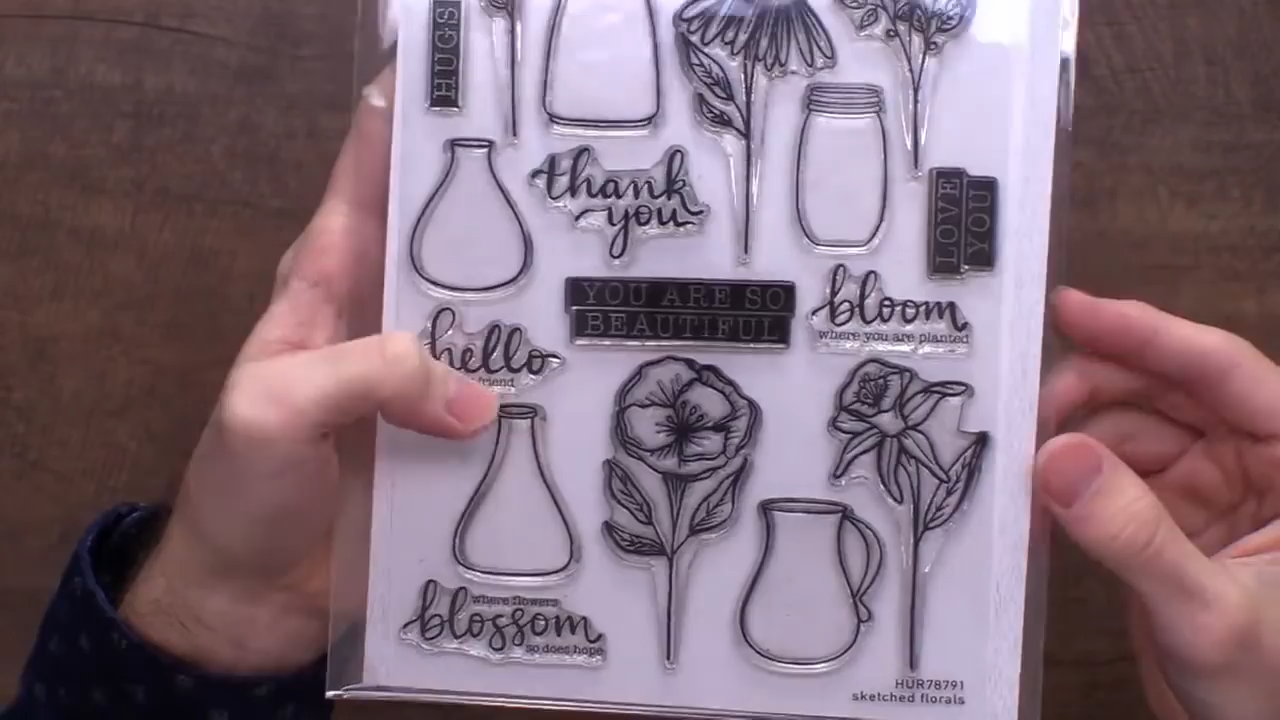 HUGS
thank
you
LOVE
YOU
YOU ARE SO
BEAUTIFUL
bloom
where you are planted
hello
friend
where flowers
blossom
so does hope
HUR78791
sketched florals